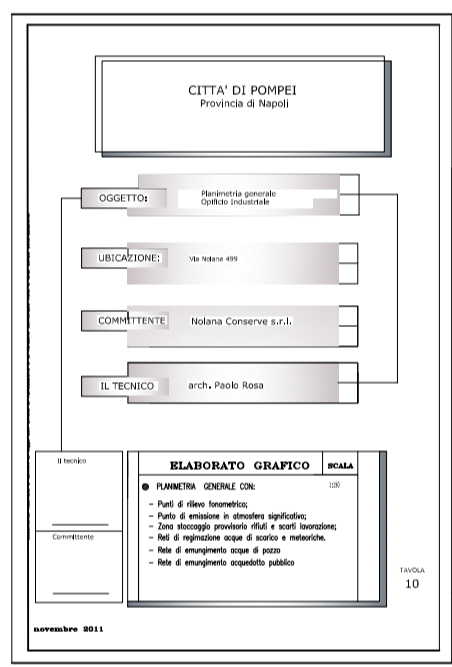 CITTA' DI POMPEI
Provincia di Napoli
OGGETTO:
Planimetria generale
Opificio Industriale
UBICAZIONE:
Via Nolana 499
COMMITTENTE
Nolana Conserve s.r.l.
IL TECNICO
arch. Paolo Rosa
Il tecnico
Committente
ELABORATO GRAFICO
SCALA
PLANIMETRIA GENERALE CON:
- Punti di rilievo fonometrico;
- Punto di emissione in atmosfera significativo;
- Zona stoccaggio provvisorio rifiuti e scarti lavorazione;
- Reti di regimazione acque di scarico e meteoriche.
- Rete di emungimento acque di pozzo
- Rete di emungimento acquedotto pubblico
TAVOLA
10
novembre 2011